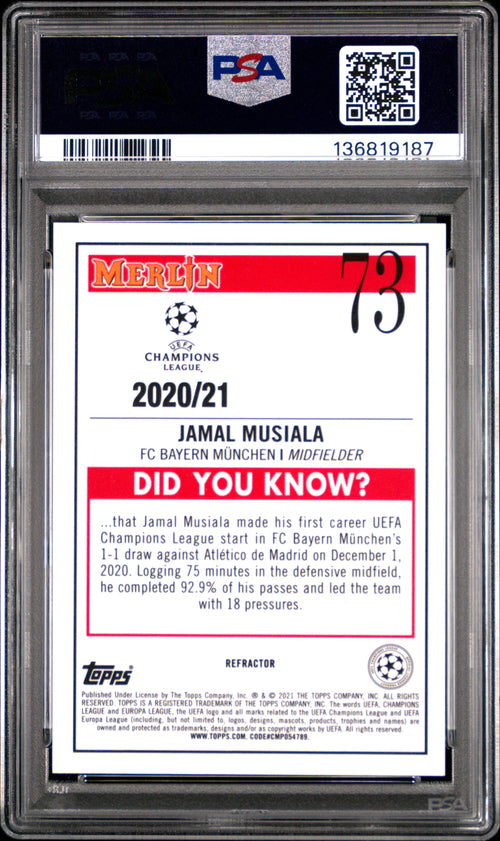 PSA
136819187
MERLIN
73
UEFA
CHAMPIONS
LEAGUE
2020/21
JAMAL MUSIALA
FC BAYERN MÜNCHEN | MIDFIELDER
DID YOU KNOW?
...that Jamal Musiala made his first career UEFA
Champions League start in FC Bayern München's
1-1 draw against Atlético de Madrid on December 1,
2020. Logging 75 minutes in the defensive midfield,
he completed 92.9% of his passes and led the team
with 18 pressures.
REFRACTOR
Topps
Published Under License by The Topps Company, Inc. ® & © 2021 THE TOPPS COMPANY, INC. ALL RIGHTS
RESERVED. TOPPS IS A REGISTERED TRADEMARK OF THE TOPPS COMPANY, INC. The words UEFA, CHAMPIONS
LEAGUE and EUROPA LEAGUE, the UEFA logo and all marks related to the UEFA Champions League and UEFA
Europa League (including, but not limited to, logos, designs, mascots, products, trophies and names) are
owned and protected as trademarks, designs and/or copyright works by UEFA. All rights reserved.
WWW.TOPPS.COM. CODE#CMP054789.
PSA